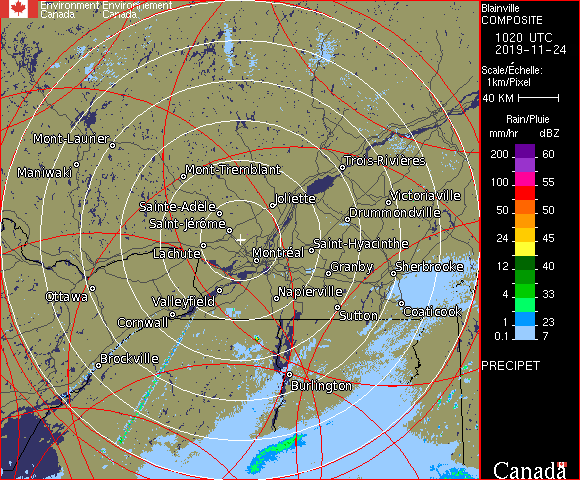 Environment Environnement
Canada Canada
Blainville
COMPOSITE
1020 UTC
2019-11-24
Scale/Échelle:
1km/Pixel
40 KM
Rain/Pluie
mm/hr dBZ
200 60
100 55
50 50
24 45
12 40
4 33
1 23
0.1 7
PRECIPET
Canada
Mont-Laurier
Maniwaki
Mont-Tremblant
Trois-Rivières
Joliette
Victoriaville
Sainte-Adèle
Drummondville
Saint-Jérôme
Saint-Hyacinthe
Lachute
Montréal
Granby
Sherbrooke
Ottawa
Valleyfield
Napierville
Coaticook
Cornwall
Sutton
Brockville
Burlington